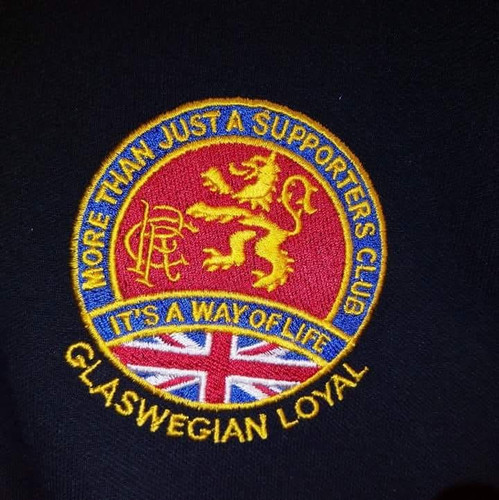 MORE THAN JUST A SUPPORTERS CLUB
RFC
IT'S A WAY OF LIFE
GLASWEGIAN LOYAL